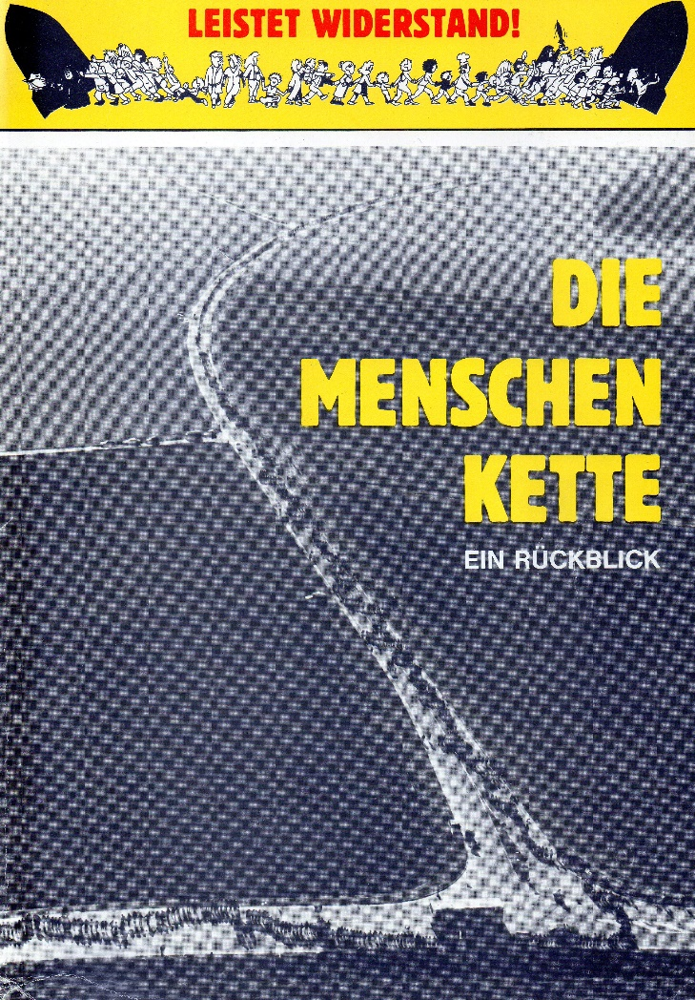 LEISTET WIDERSTAND!
DIE
MENSCHEN
KETTE
EIN RÜCKBLICK